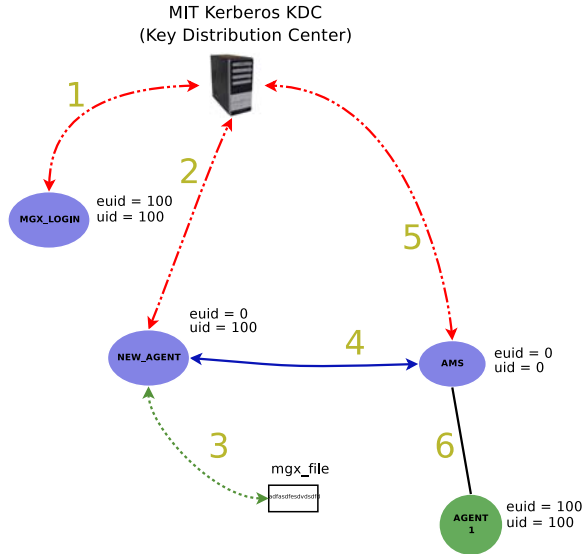 MIT Kerberos KDC
(Key Distribution Center)
1
2
MGX_LOGIN
euid = 100
uid = 100
5
euid = 0
uid = 100
NEW_AGENT
4
AMS
euid = 0
uid = 0
3
6
mgx_file
AGENT
1
euid = 100
uid = 100